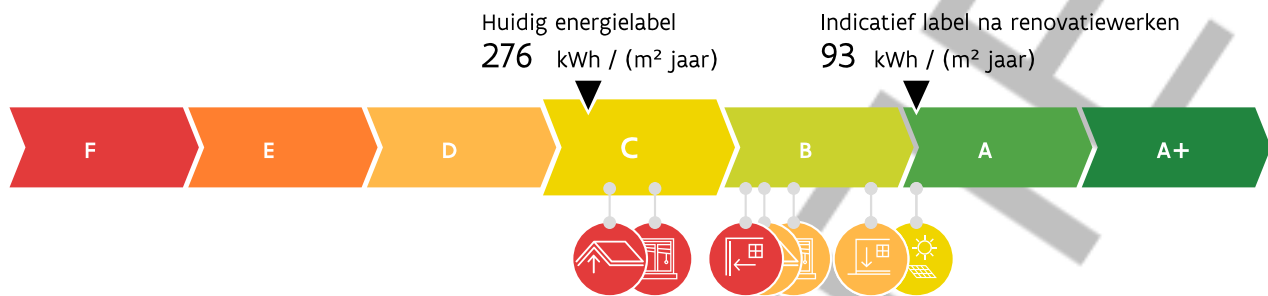 Huidig energielabel
276 kWh / (m² jaar)
Indicatief label na renovatiewerken
93 kWh / (m² jaar)
F E D C B A A+